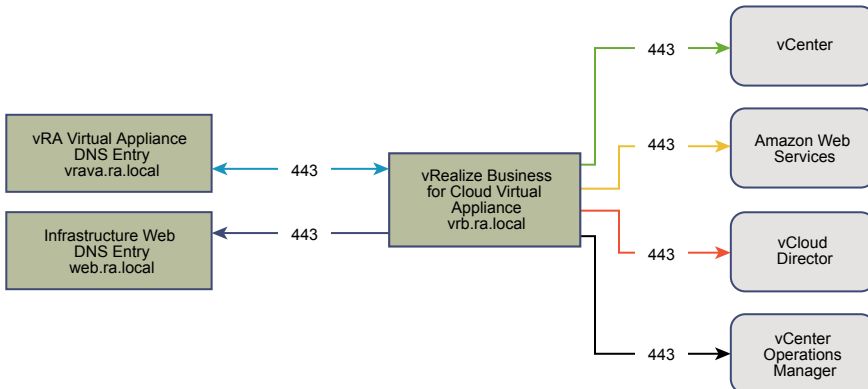 vRA Virtual Appliance
DNS Entry
vrava.ra.local
443
Infrastructure Web
DNS Entry
web.ra.local
443
vRealize Business
for Cloud Virtual
Appliance
vrb.ra.local
443
vCenter
443
Amazon Web
Services
443
vCloud
Director
443
vCenter
Operations
Manager